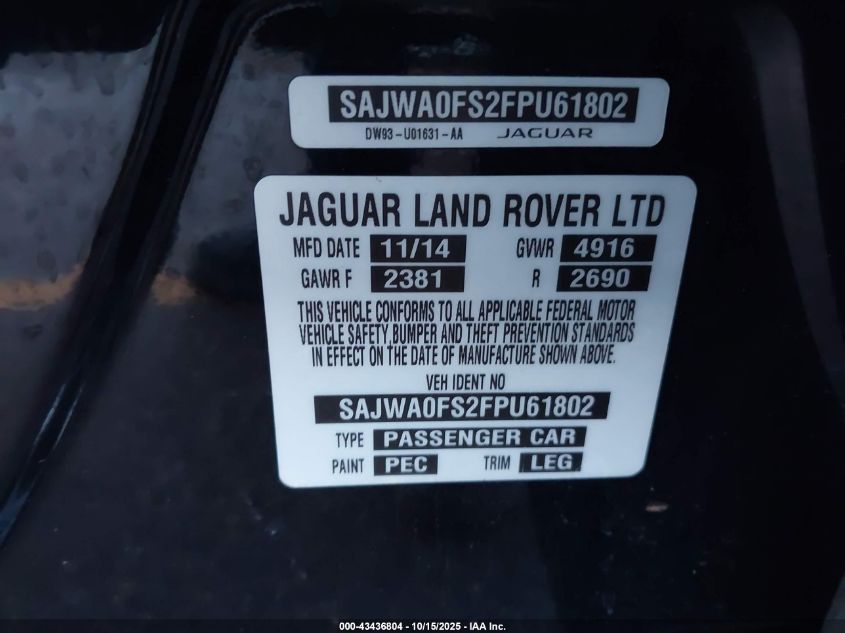 SAJWA0FS2FPU61802
DW93-U01631-AA JAGUAR
JAGUAR LAND ROVER LTD
MFD DATE 11/14 GVWR 4916
GAWR F 2381 R 2690
THIS VEHICLE CONFORMS TO ALL APPLICABLE FEDERAL MOTOR
VEHICLE SAFETY, BUMPER AND THEFT PREVENTION STANDARDS
IN EFFECT ON THE DATE OF MANUFACTURE SHOWN ABOVE.
VEH IDENT NO
SAJWA0FS2FPU61802
TYPE PASSENGER CAR
PAINT PEC TRIM LEG
000-43436804 - 10/15/2025 - IAA Inc.